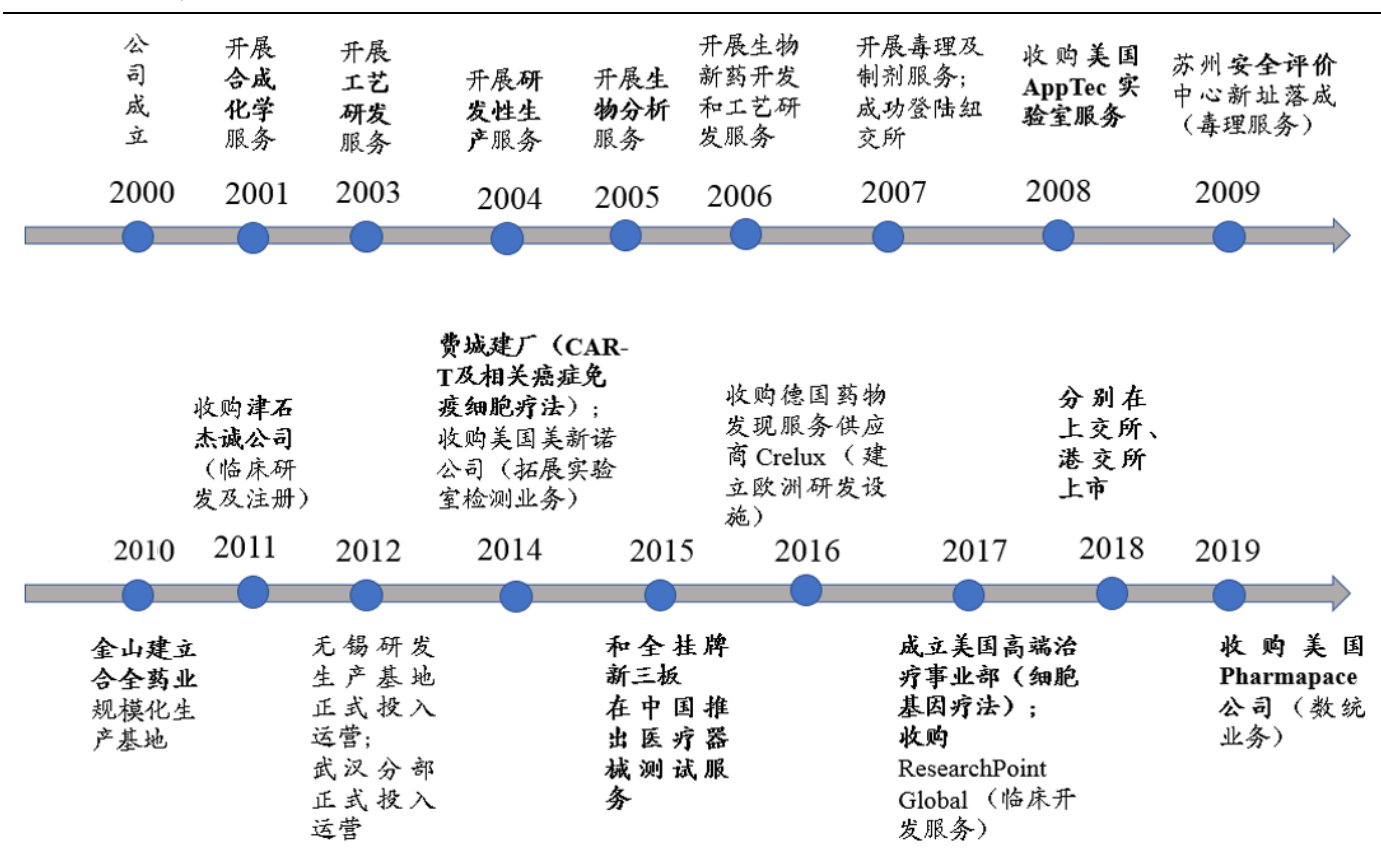 公
司
成
立
开展
合成
化学
服务
开展
工艺
研发
服务
开展研
发性生
产服务
开展生
物分析
服务
开展生物
新药开发
和工艺研
发服务
开展毒理及
制剂服务；
成功登陆纽
交所
收购美国
AppTec 实
验室服务
苏州安全评价
中心新址落成
（毒理服务）
2000
2001
2003
2004
2005
2006
2007
2008
2009
收购津石
杰诚公司
（临床研
发及注册）
费城建厂（CAR-
T及相关癌症免
疫细胞疗法）；
收购美国美新诺
公司（拓展实验
室检测业务）
收购德国药物
发现服务供应
商 Crelux（建
立欧洲研发设
施）
分别在
上交所、
港交所
上市
2010
2011
2012
2014
2015
2016
2017
2018
2019
金山建立
合全药业
规模化生
产基地
无锡研发
生产基地
正式投入
运营；
武汉分部
正式投入
运营
和全挂牌
新三板
在中国推
出医疗器
械测试服
务
成立美国高端治
疗事业部（细胞
基因疗法）；
收购
ResearchPoint
Global（临床开
发服务）
收购美国
Pharmapace
公司（数统
业务）